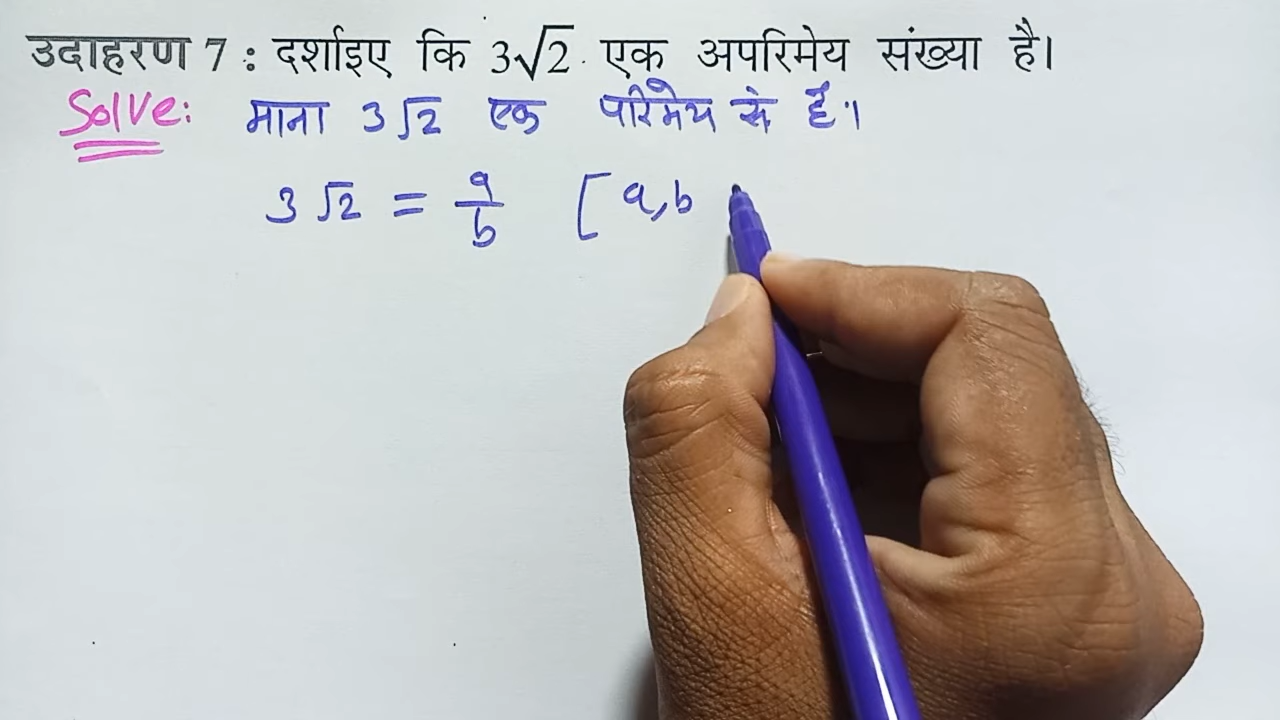 उदाहरण 7 : दर्शाइए कि 3√2 एक अपरिमेय संख्या है।
Solve: माना 3√2 एक परिमेय सं है।
3√2 = a/b [ a,b